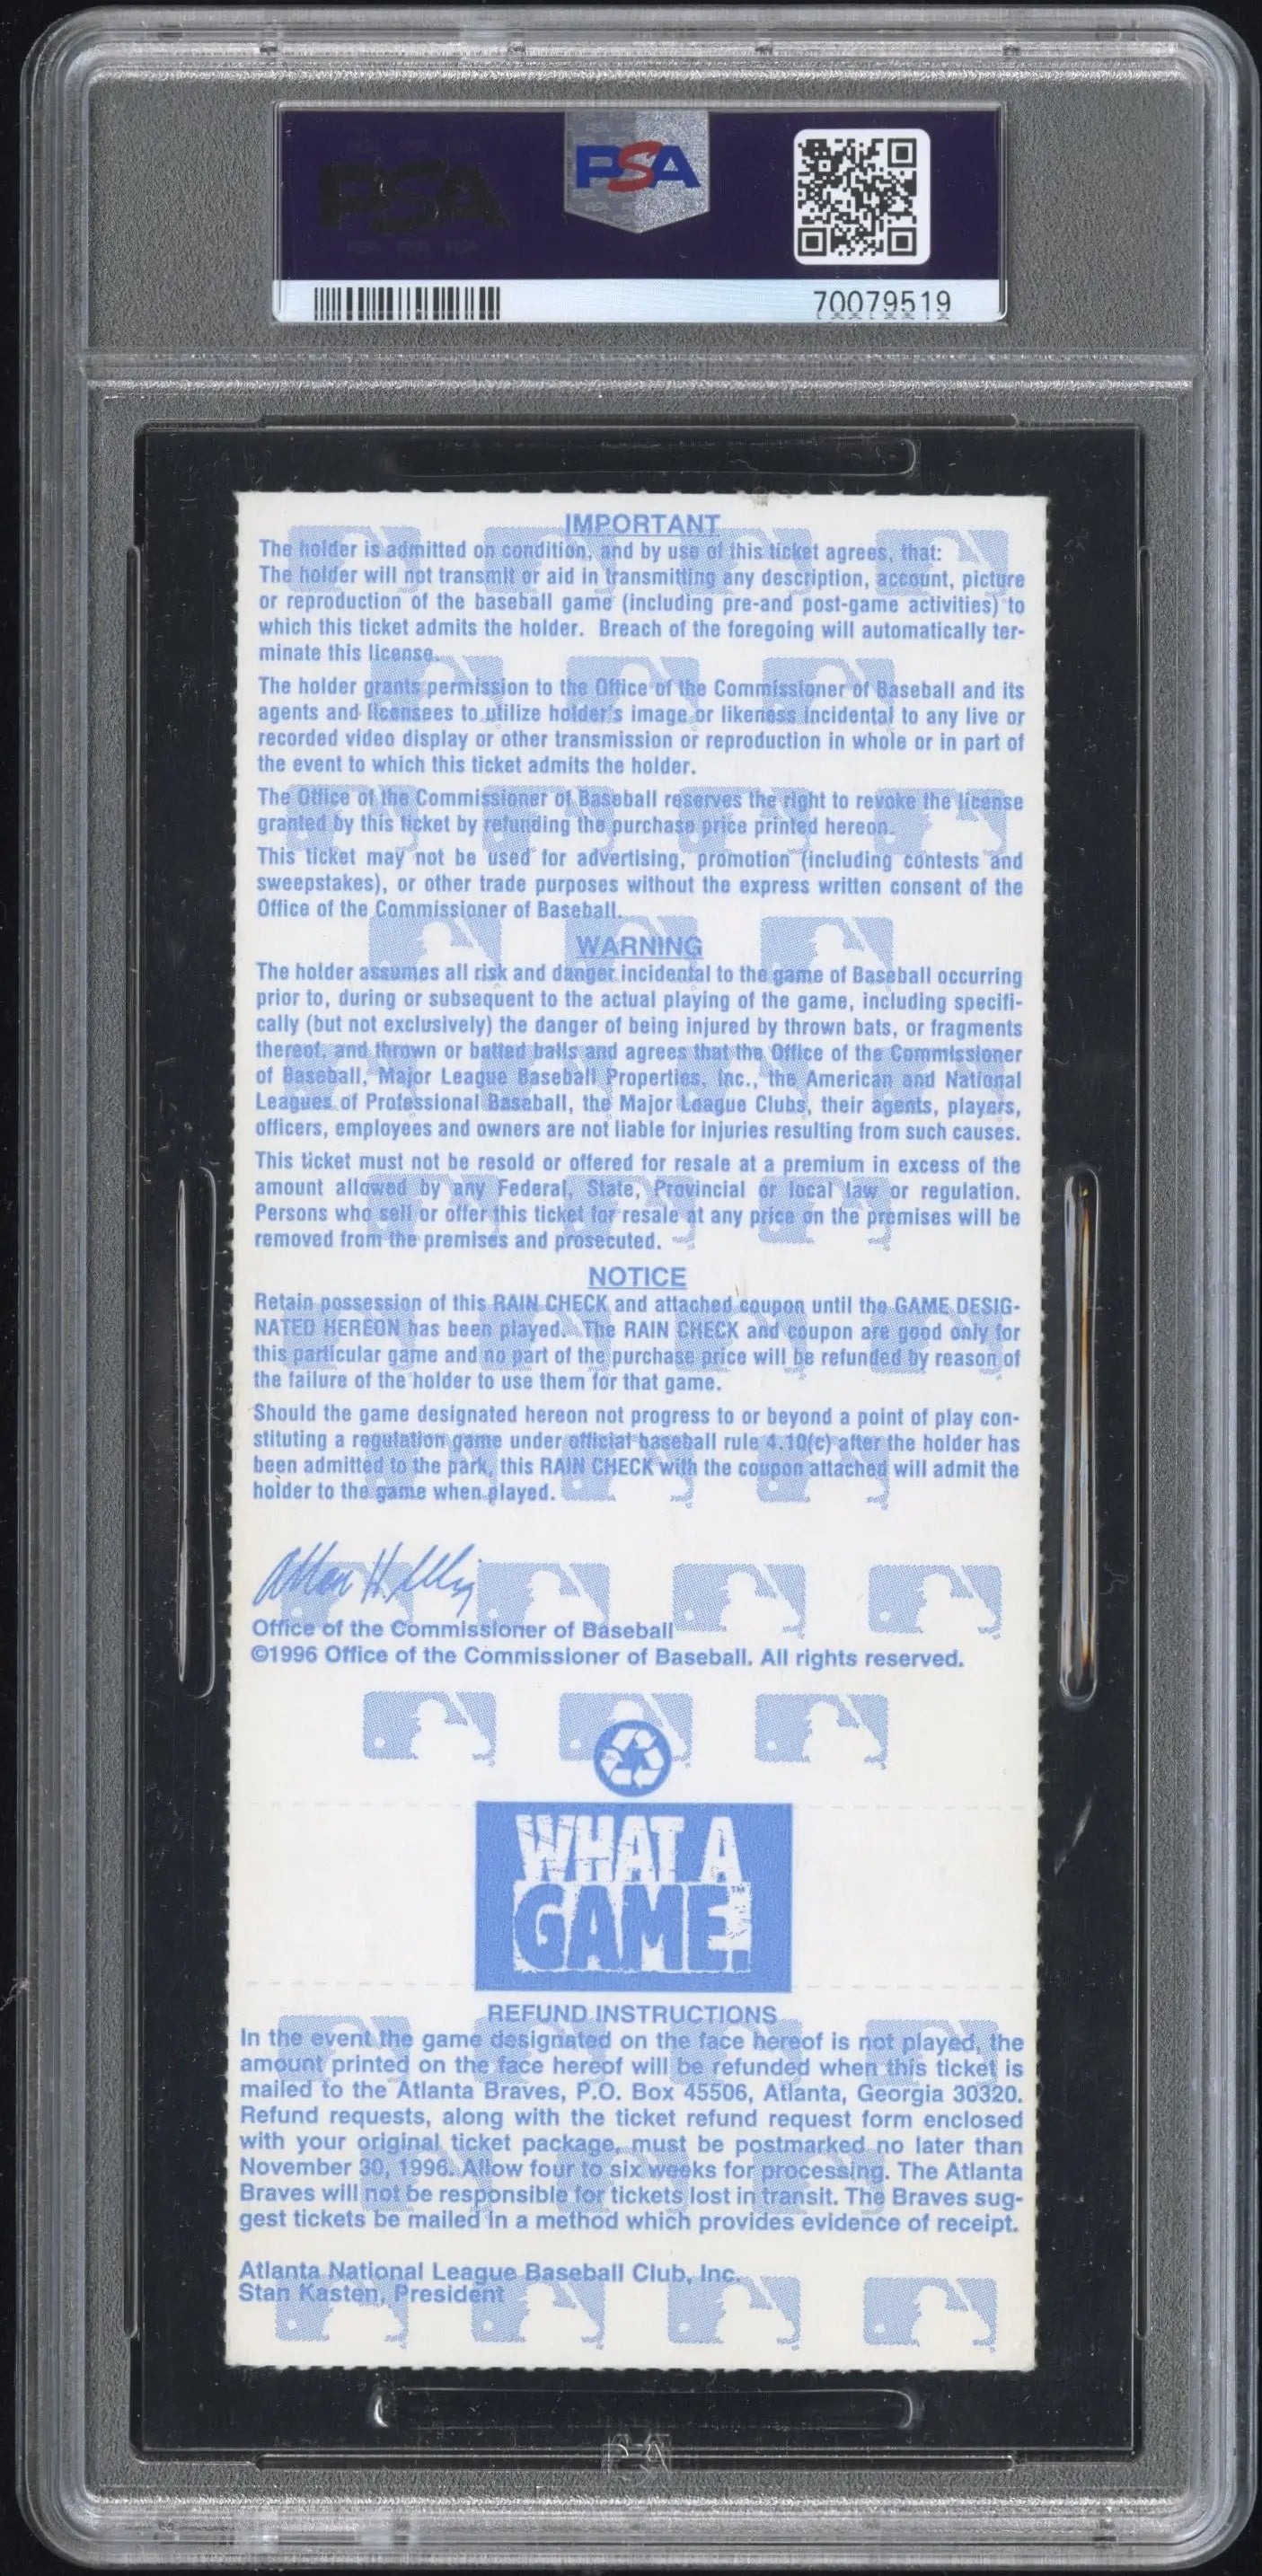 PSA
PSA
70079519
IMPORTANT
The holder is admitted on condition, and by use of this ticket agrees, that:
The holder will not transmit or aid in transmitting any description, account, picture
or reproduction of the baseball game (including pre-and post-game activities) to
which this ticket admits the holder. Breach of the foregoing will automatically ter-
minate this license.
The holder grants permission to the Office of the Commissioner of Baseball and its
agents and licensees to utilize holder's image or likeness incidental to any live or
recorded video display or other transmission or reproduction in whole or in part of
the event to which this ticket admits the holder.
The Office of the Commissioner of Baseball reserves the right to revoke the license
granted by this ticket by refunding the purchase price printed hereon.
This ticket may not be used for advertising, promotion (including contests and
sweepstakes), or other trade purposes without the express written consent of the
Office of the Commissioner of Baseball.
WARNING
The holder assumes all risk and danger incidental to the game of Baseball occurring
prior to, during or subsequent to the actual playing of the game, including specifi-
cally (but not exclusively) the danger of being injured by thrown bats, or fragments
thereof, and thrown or batted balls and agrees that the Office of the Commissioner
of Baseball, Major League Baseball Properties, Inc., the American and National
Leagues of Professional Baseball, the Major League Clubs, their agents, players,
officers, employees and owners are not liable for injuries resulting from such causes.
This ticket must not be resold or offered for resale at a premium in excess of the
amount allowed by any Federal, State, Provincial or local law or regulation.
Persons who sell or offer this ticket for resale at any price on the premises will be
removed from the premises and prosecuted.
NOTICE
Retain possession of this RAIN CHECK and attached coupon until the GAME DESIG-
NATED HEREON has been played. The RAIN CHECK and coupon are good only for
this particular game and no part of the purchase price will be refunded by reason of
the failure of the holder to use them for that game.
Should the game designated hereon not progress to or beyond a point of play con-
stituting a regulation game under official baseball rule 4.10(c) after the holder has
been admitted to the park, this RAIN CHECK with the coupon attached will admit the
holder to the game when played.
Office of the Commissioner of Baseball
©1996 Office of the Commissioner of Baseball. All rights reserved.
WHAT A
GAME.™
REFUND INSTRUCTIONS
In the event the game designated on the face hereof is not played, the
amount printed on the face hereof will be refunded when this ticket is
mailed to the Atlanta Braves, P.O. Box 45506, Atlanta, Georgia 30320.
Refund requests, along with the ticket refund request form enclosed
with your original ticket package, must be postmarked no later than
November 30, 1996. Allow four to six weeks for processing. The Atlanta
Braves will not be responsible for tickets lost in transit. The Braves sug-
gest tickets be mailed in a method which provides evidence of receipt.
Atlanta National League Baseball Club, Inc.
Stan Kasten, President
PSA